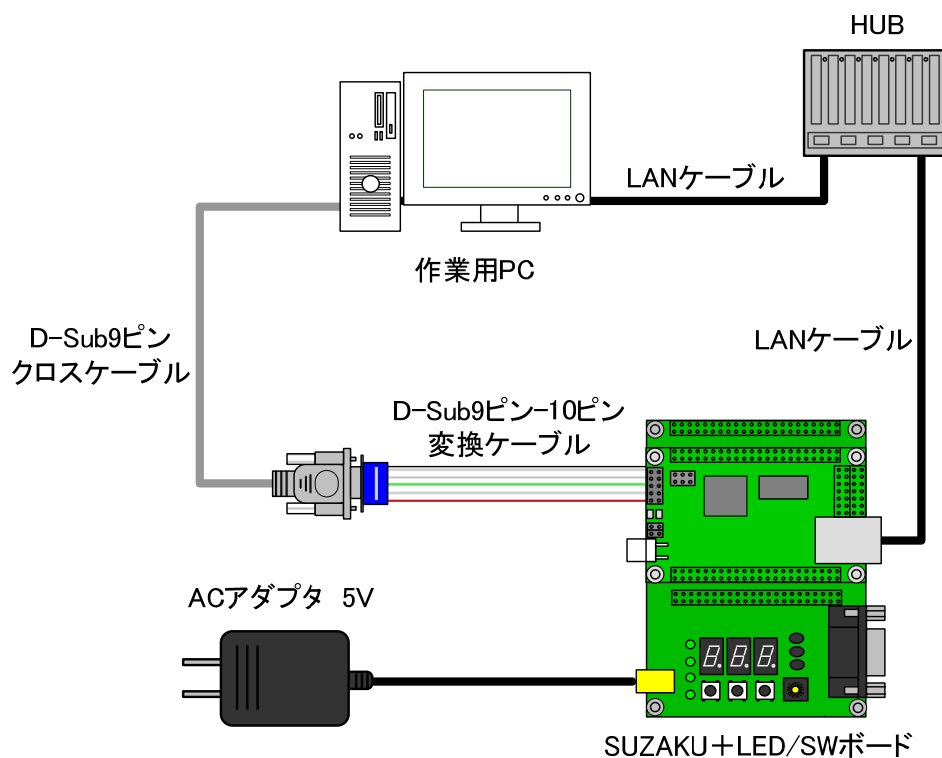 HUB
LANケーブル
作業用PC
D-Sub9ピン
クロスケーブル
LANケーブル
D-Sub9ピン-10ピン
変換ケーブル
ACアダプタ 5V
8.8.8.
SUZAKU＋LED/SWボード